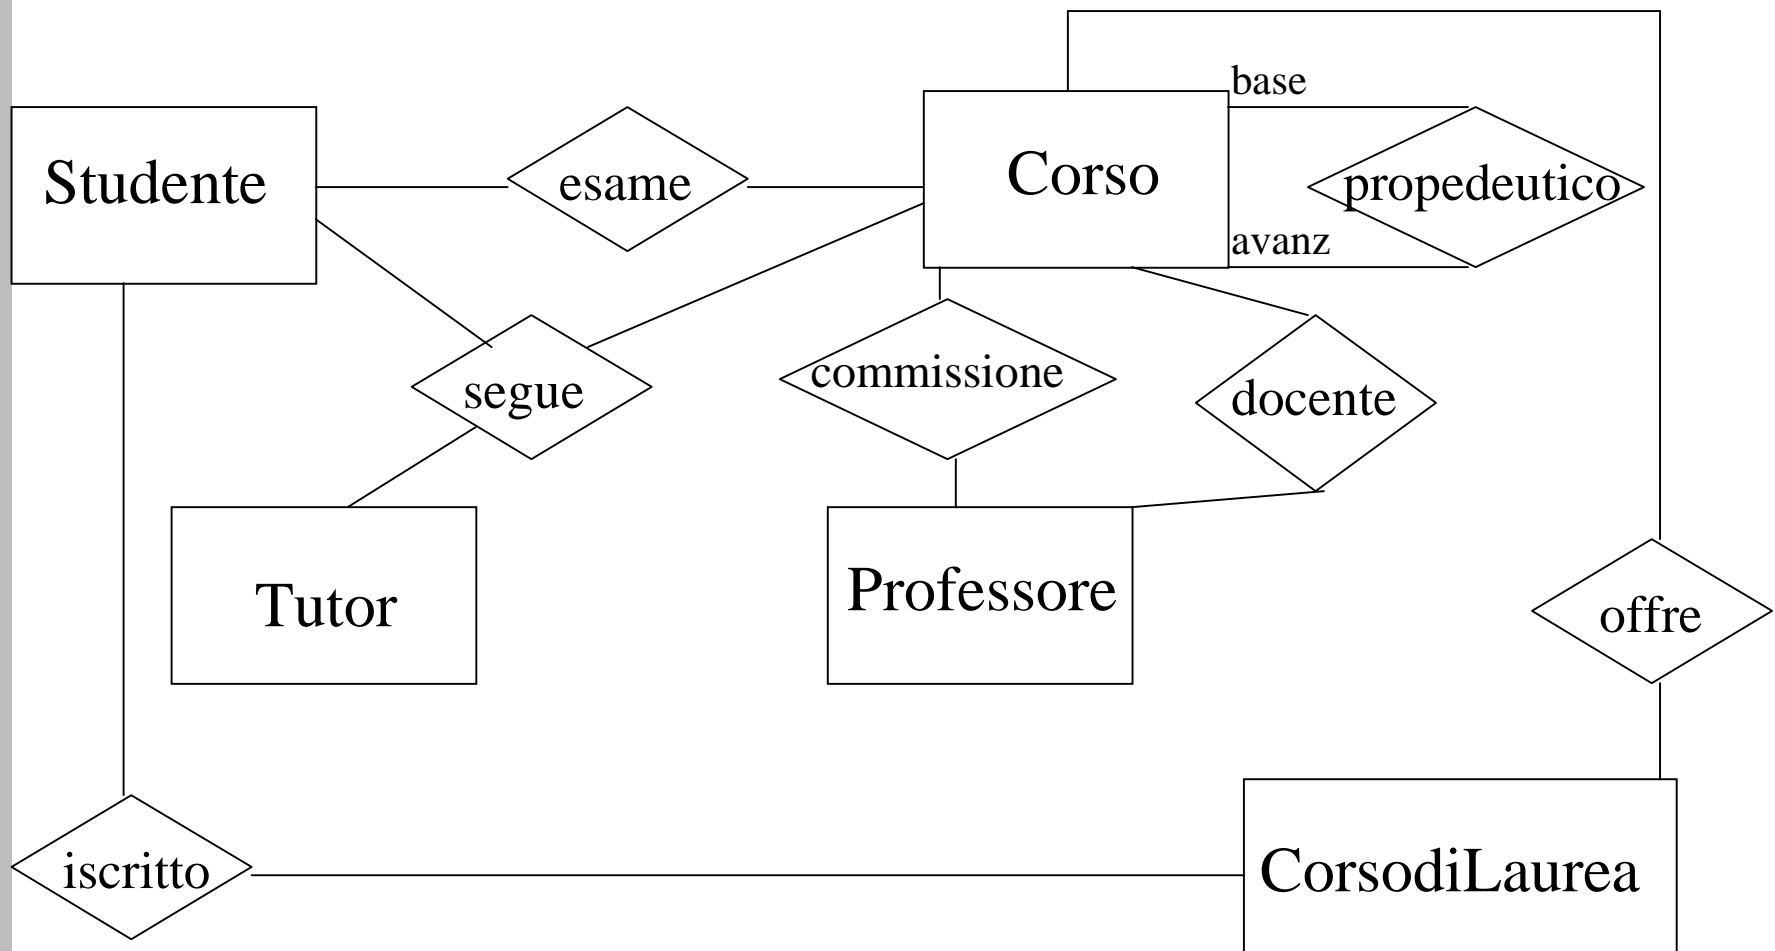 base
Studente
esame
Corso
propedeutico
avanz
segue
commissione
docente
Tutor
Professore
offre
iscritto
CorsodiLaurea